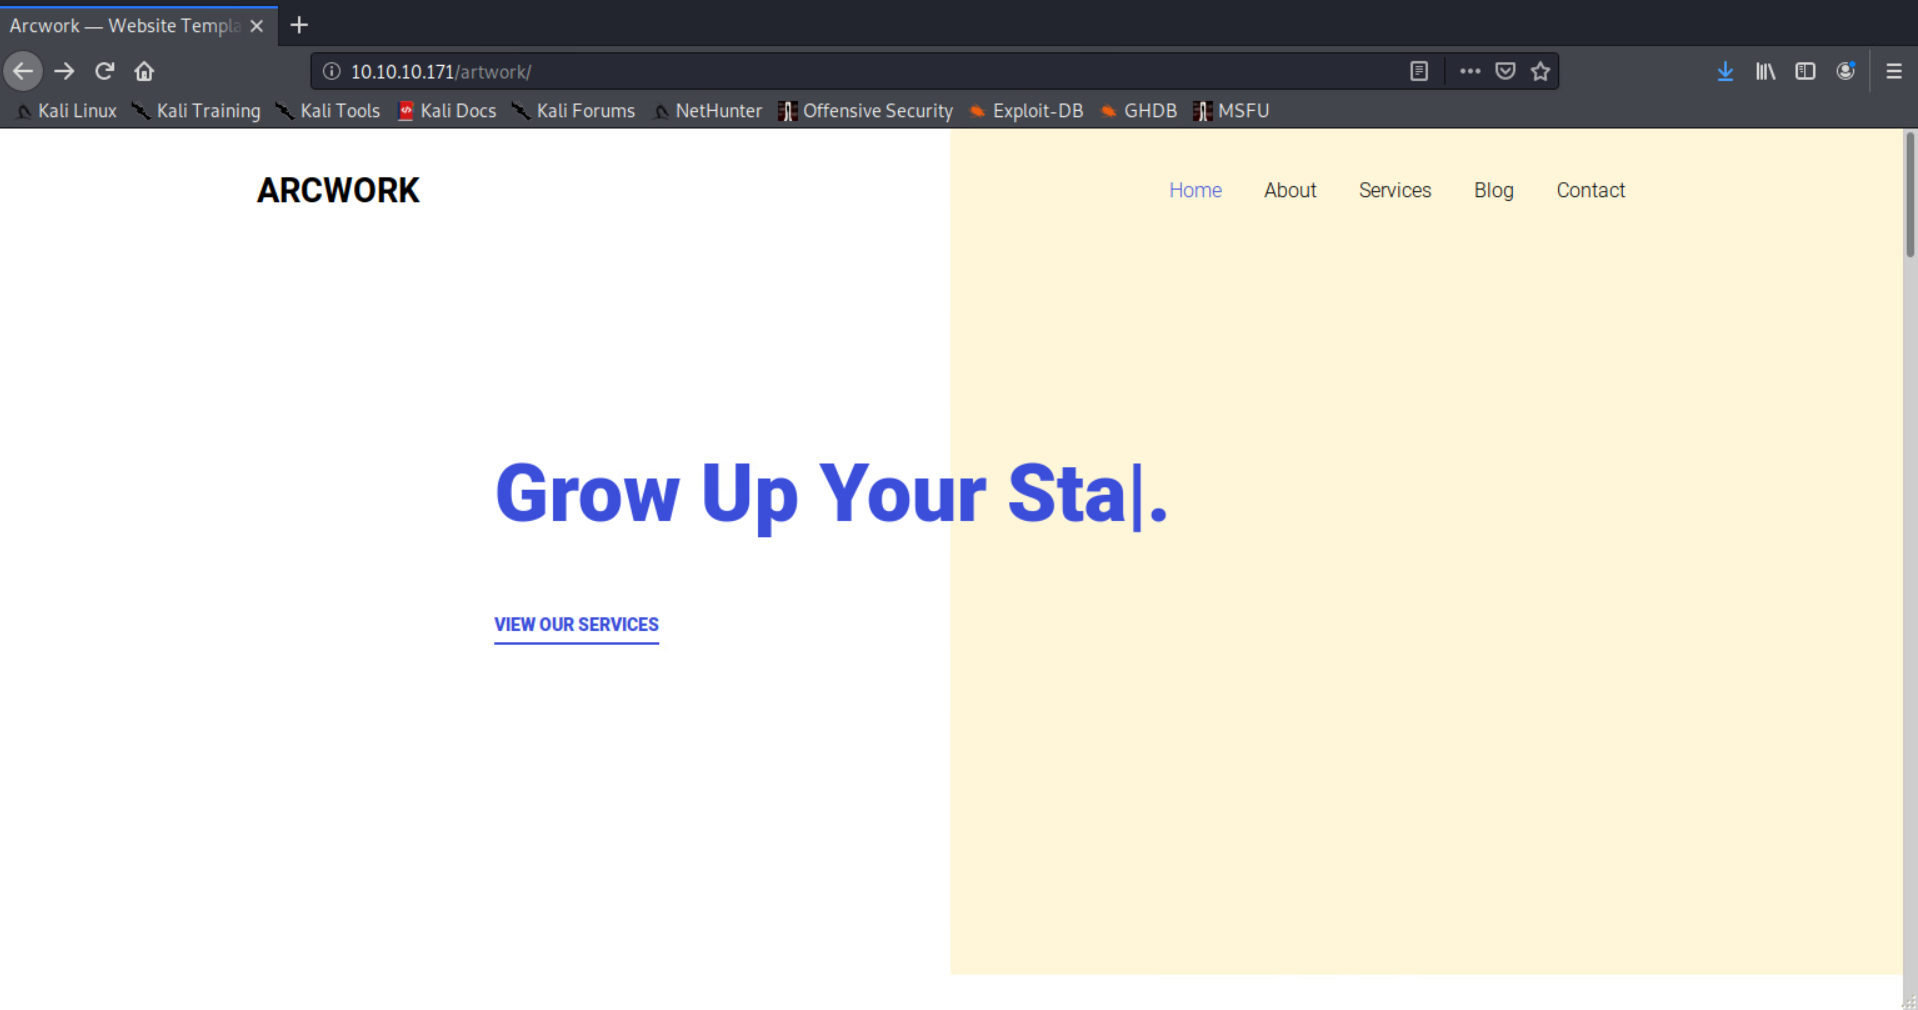 Arcwork — Website Templa
10.10.10.171/artwork/
Kali Linux Kali Training Kali Tools Kali Docs Kali Forums NetHunter Offensive Security Exploit-DB GHDB MSFU
ARCWORK
Home About Services Blog Contact
Grow Up Your Sta|.
VIEW OUR SERVICES